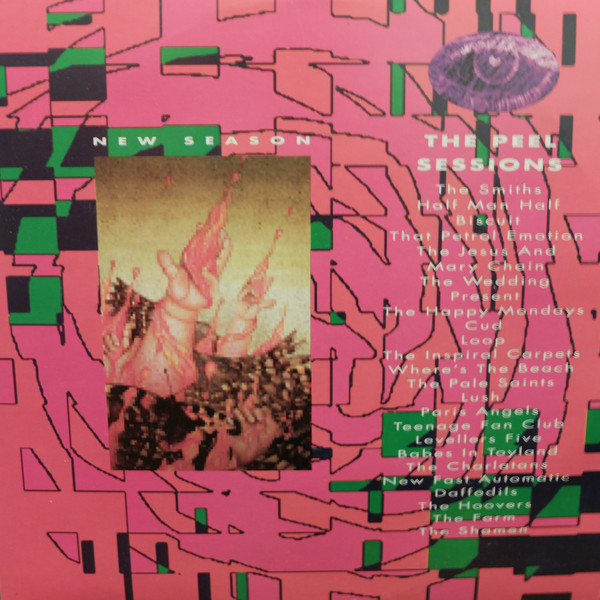 NEW SEASON
THE PEEL
SESSIONS
The Smiths
Half Man Half
Biscuit
That Petrol Emotion
The Jesus And
Mary Chain
The Wedding
Present
The Happy Mondays
Cud
Loop
The Inspiral Carpets
Where's The Beach
The Pale Saints
Lush
Paris Angels
Teenage Fan Club
Levellers Five
Babes In Toyland
The Charlatans
New Fast Automatic
Daffodils
The Hoovers
The Farm
The Shamen